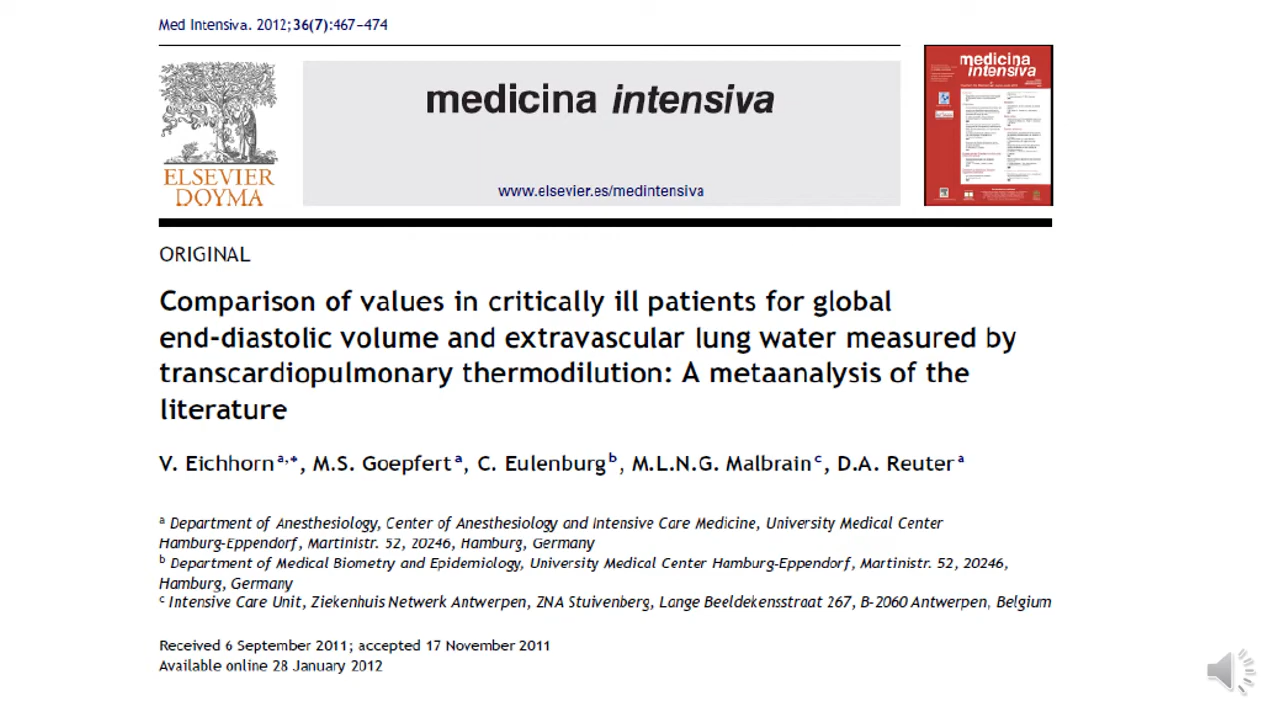 Med Intensiva. 2012;36(7):467-474
medicina intensiva
medicina
intensiva
ELSEVIER
DOYMA
www.elsevier.es/medintensiva
ORIGINAL
Comparison of values in critically ill patients for global
end-diastolic volume and extravascular lung water measured by
transcardiopulmonary thermodilution: A metaanalysis of the
literature
V. Eichhorn a,*, M.S. Goepfert a, C. Eulenburg b, M.L.N.G. Malbrain c, D.A. Reuter a
a Department of Anesthesiology, Center of Anesthesiology and Intensive Care Medicine, University Medical Center
Hamburg-Eppendorf, Martinistr. 52, 20246, Hamburg, Germany
b Department of Medical Biometry and Epidemiology, University Medical Center Hamburg-Eppendorf, Martinistr. 52, 20246,
Hamburg, Germany
c Intensive Care Unit, Ziekenhuis Netwerk Antwerpen, ZNA Stuivenberg, Lange Beeldekensstraat 267, B-2060 Antwerpen, Belgium
Received 6 September 2011; accepted 17 November 2011
Available online 28 January 2012